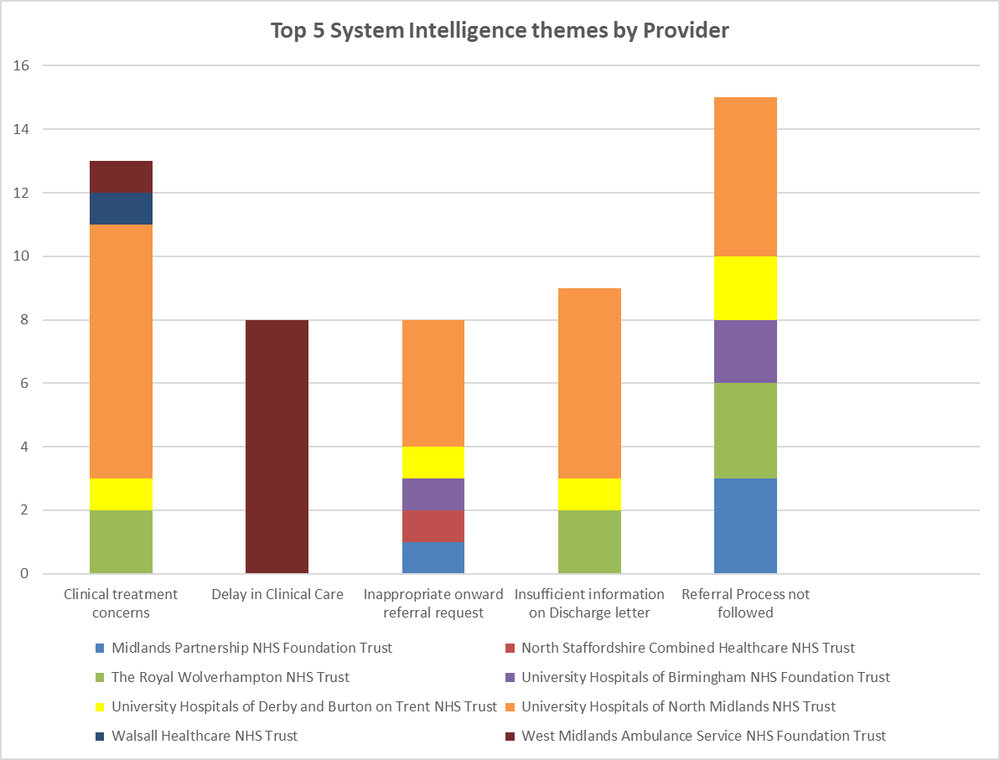 Top 5 System Intelligence themes by Provider
16
14
12
10
8
6
4
2
0
Clinical treatment
concerns
Delay in Clinical Care
Inappropriate onward
referral request
Insufficient information
on Discharge letter
Referral Process not
followed
Midlands Partnership NHS Foundation Trust
North Staffordshire Combined Healthcare NHS Trust
The Royal Wolverhampton NHS Trust
University Hospitals of Birmingham NHS Foundation Trust
University Hospitals of Derby and Burton on Trent NHS Trust
University Hospitals of North Midlands NHS Trust
Walsall Healthcare NHS Trust
West Midlands Ambulance Service NHS Foundation Trust